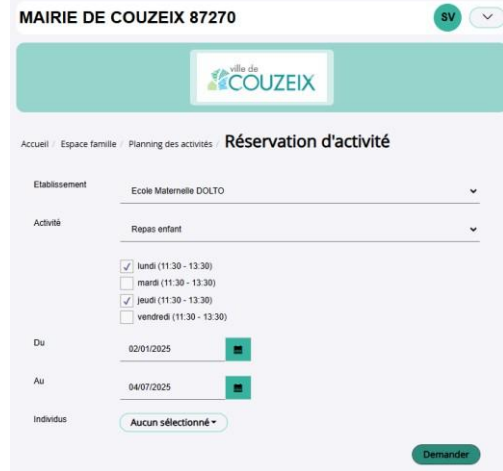 MAIRIE DE COUZEIX 87270
SV
ville de
COUZEIX
Accueil / Espace famille / Planning des activités / Réservation d'activité
Etablissement
Ecole Maternelle DOLTO
Activité
Repas enfant
lundi (11:30 - 13:30)
mardi (11:30 - 13:30)
jeudi (11:30 - 13:30)
vendredi (11:30 - 13:30)
Du
02/01/2025
Au
04/07/2025
Individus
Aucun sélectionné
Demander